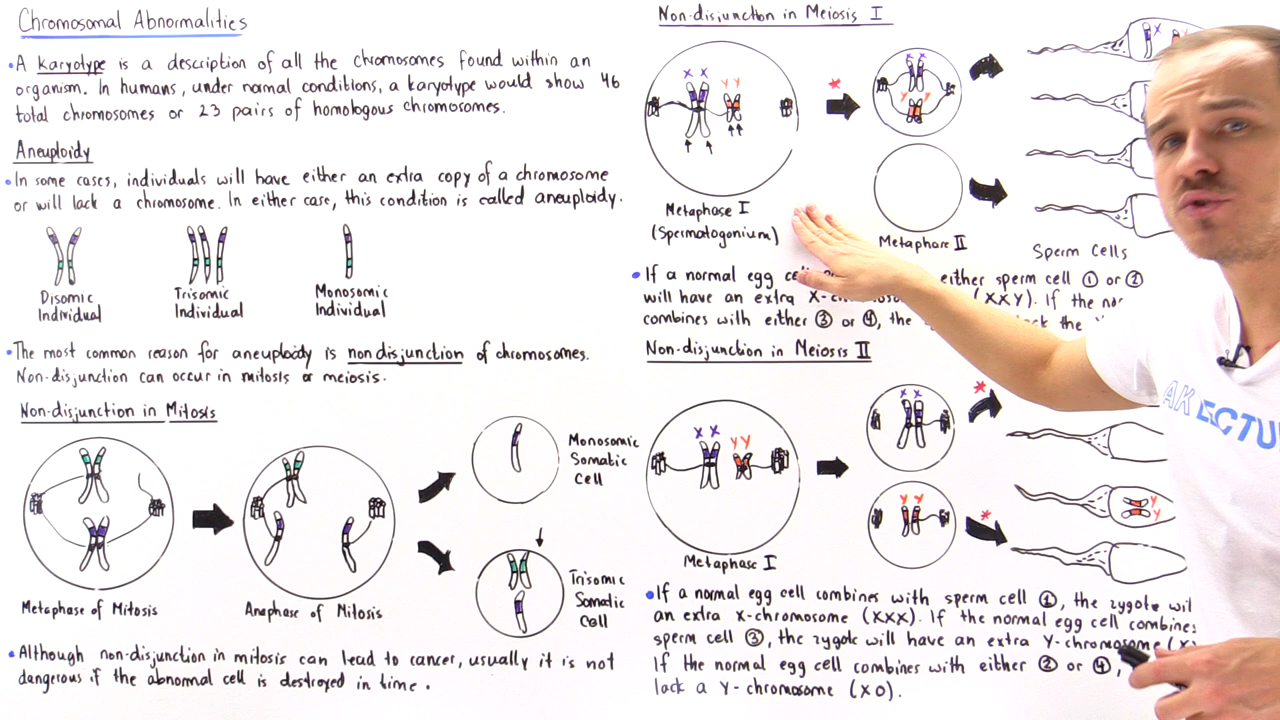 Chromosomal Abnormalities
• A karyotype is a description of all the chromosomes found within an
organism. In humans, under normal conditions, a karyotype would show 46
total chromosomes or 23 pairs of homologous chromosomes.
Aneuploidy
• In some cases, individuals will have either an extra copy of a chromosome
or will lack a chromosome. In either case, this condition is called aneuploidy.
Disomic Individual
Trisomic Individual
Monosomic Individual
• The most common reason for aneuploidy is nondisjunction of chromosomes.
Non-disjunction can occur in mitosis or meiosis.
Non-disjunction in Mitosis
Monosomic
Somatic
Cell
Trisomic
Somatic
Cell
Metaphase of Mitosis
Anaphase of Mitosis
• Although non-disjunction in mitosis can lead to cancer, usually it is not
dangerous if the abnormal cell is destroyed in time.
Non-disjunction in Meiosis I
X X
Y Y
*
X X
Y Y
X
Metaphase I
(Spermatogonium)
Metaphase II
Sperm Cells
• If a normal egg either sperm cell ① or ②
will have an extra (XXY). If the
combines with either ③ or ④, the
Non-disjunction in Meiosis II
X X
Y Y
X X
*
Y Y
*
Y
Y
Metaphase I
• If a normal egg cell combines with sperm cell ①, the zygote
an extra X-chromosome (XXX). If the normal egg cell
sperm cell ③, the zygote will have an extra Y-chromosome
If the normal egg cell combines with either ② or ④,
lack a Y-chromosome (XO).
AK LECTU